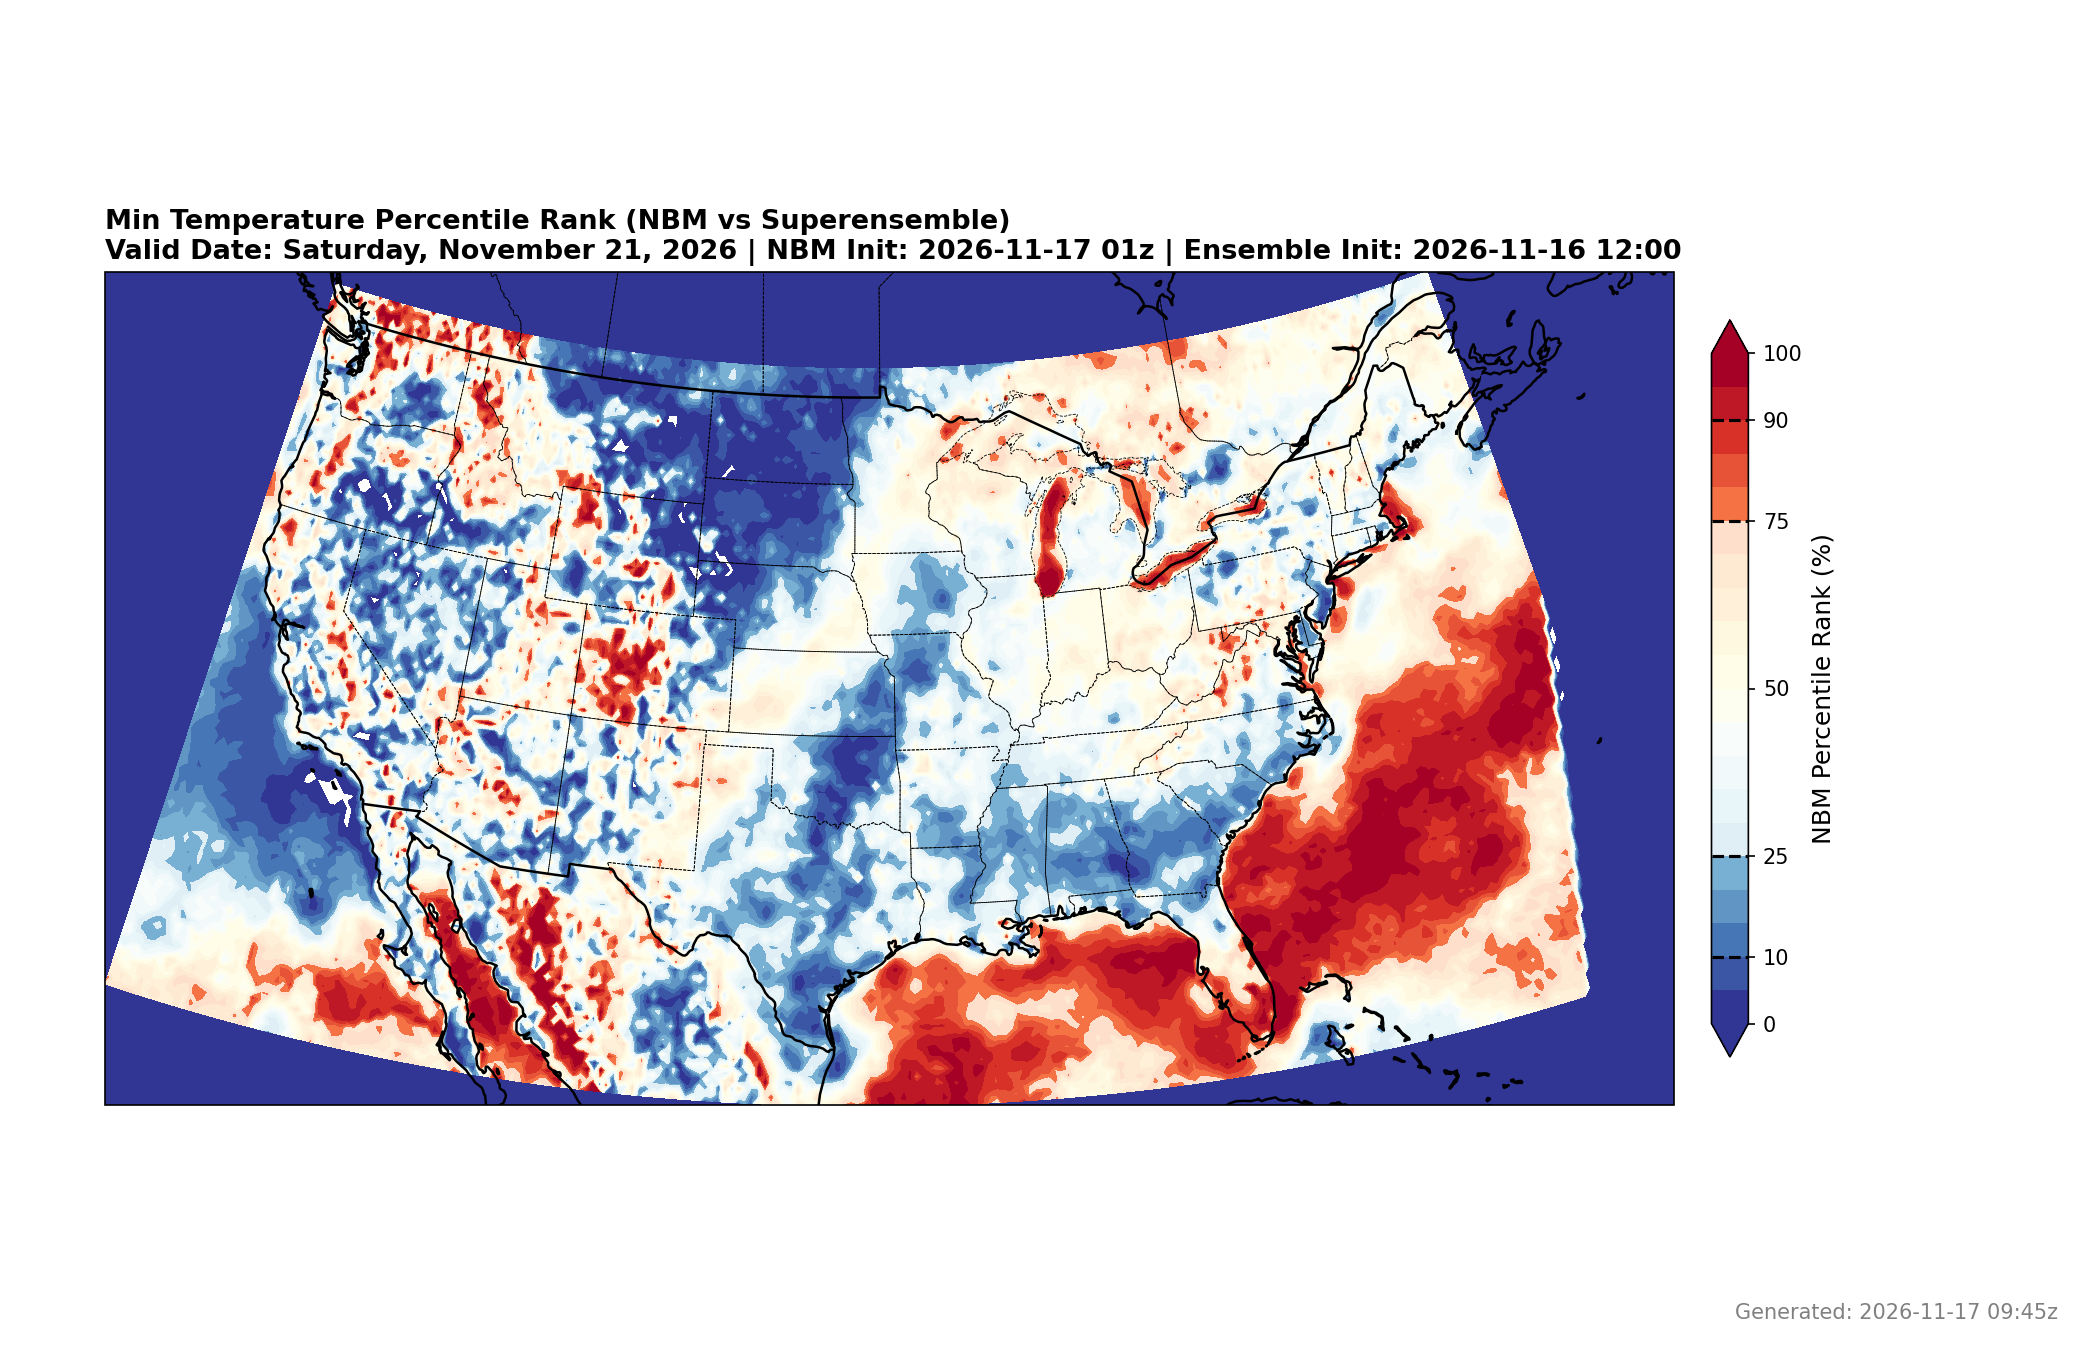 Min Temperature Percentile Rank (NBM vs Superensemble)
Valid Date: Saturday, November 21, 2026 | NBM Init: 2026-11-17 01z | Ensemble Init: 2026-11-16 12:00
100
90
75
50
25
10
0
NBM Percentile Rank (%)
Generated: 2026-11-17 09:45z